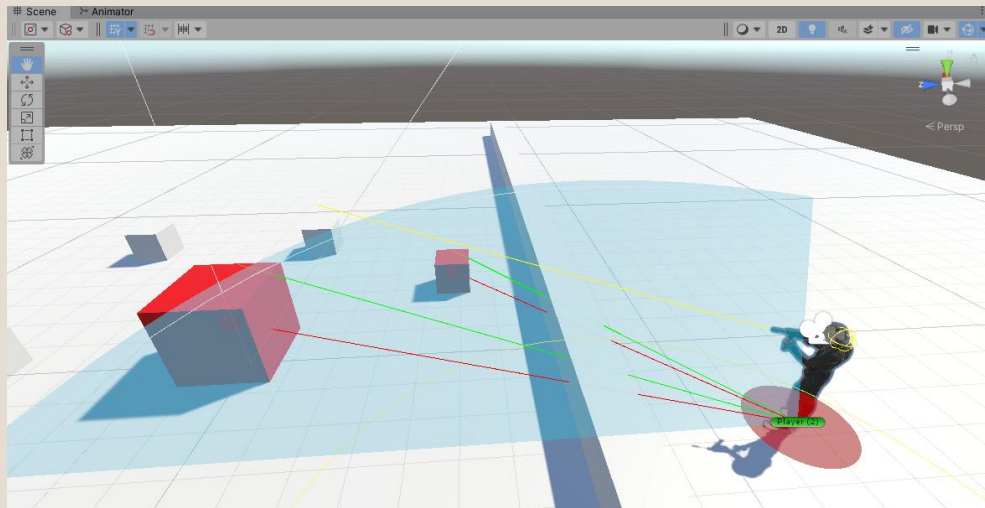 Scene Animator
2D
y
z
< Persp
Player (2)